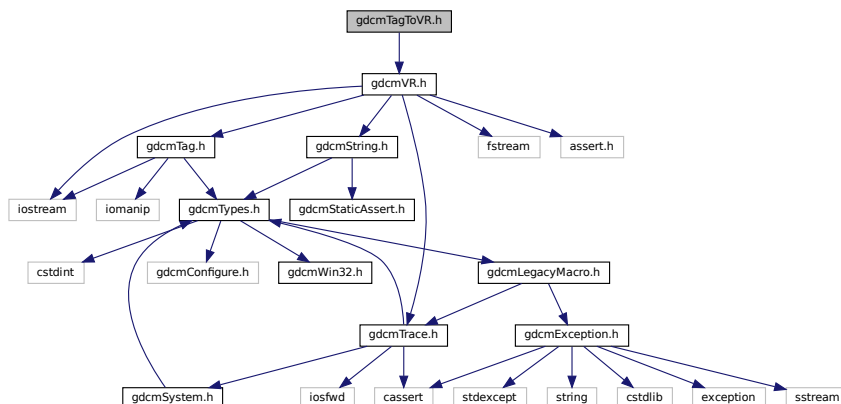 gdcmTagToVR.h
gdcmVR.h
gdcmTag.h
gdcmString.h
fstream
assert.h
iostream
iomanip
gdcmTypes.h
gdcmStaticAssert.h
cstdint
gdcmConfigure.h
gdcmWin32.h
gdcmLegacyMacro.h
gdcmTrace.h
gdcmException.h
gdcmSystem.h
iosfwd
cassert
stdexcept
string
cstdlib
exception
sstream